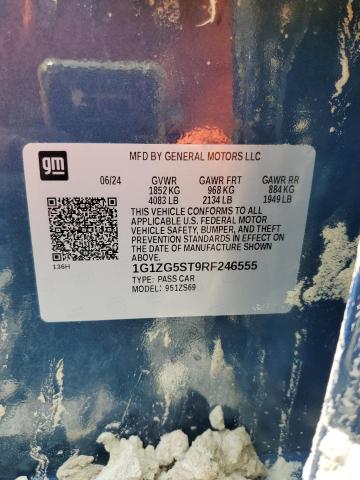 gm
MFD BY GENERAL MOTORS LLC
06/24 GVWR GAWR FRT GAWR RR
1852 KG 968 KG 884 KG
4083 LB 2134 LB 1949 LB
THIS VEHICLE CONFORMS TO ALL
APPLICABLE U.S. FEDERAL MOTOR
VEHICLE SAFETY, BUMPER, AND THEFT
PREVENTION STANDARDS IN EFFECT ON
THE DATE OF MANUFACTURE SHOWN
ABOVE.
136H
1G1ZG5ST9RF246555
TYPE: PASS CAR
MODEL: 951ZS69